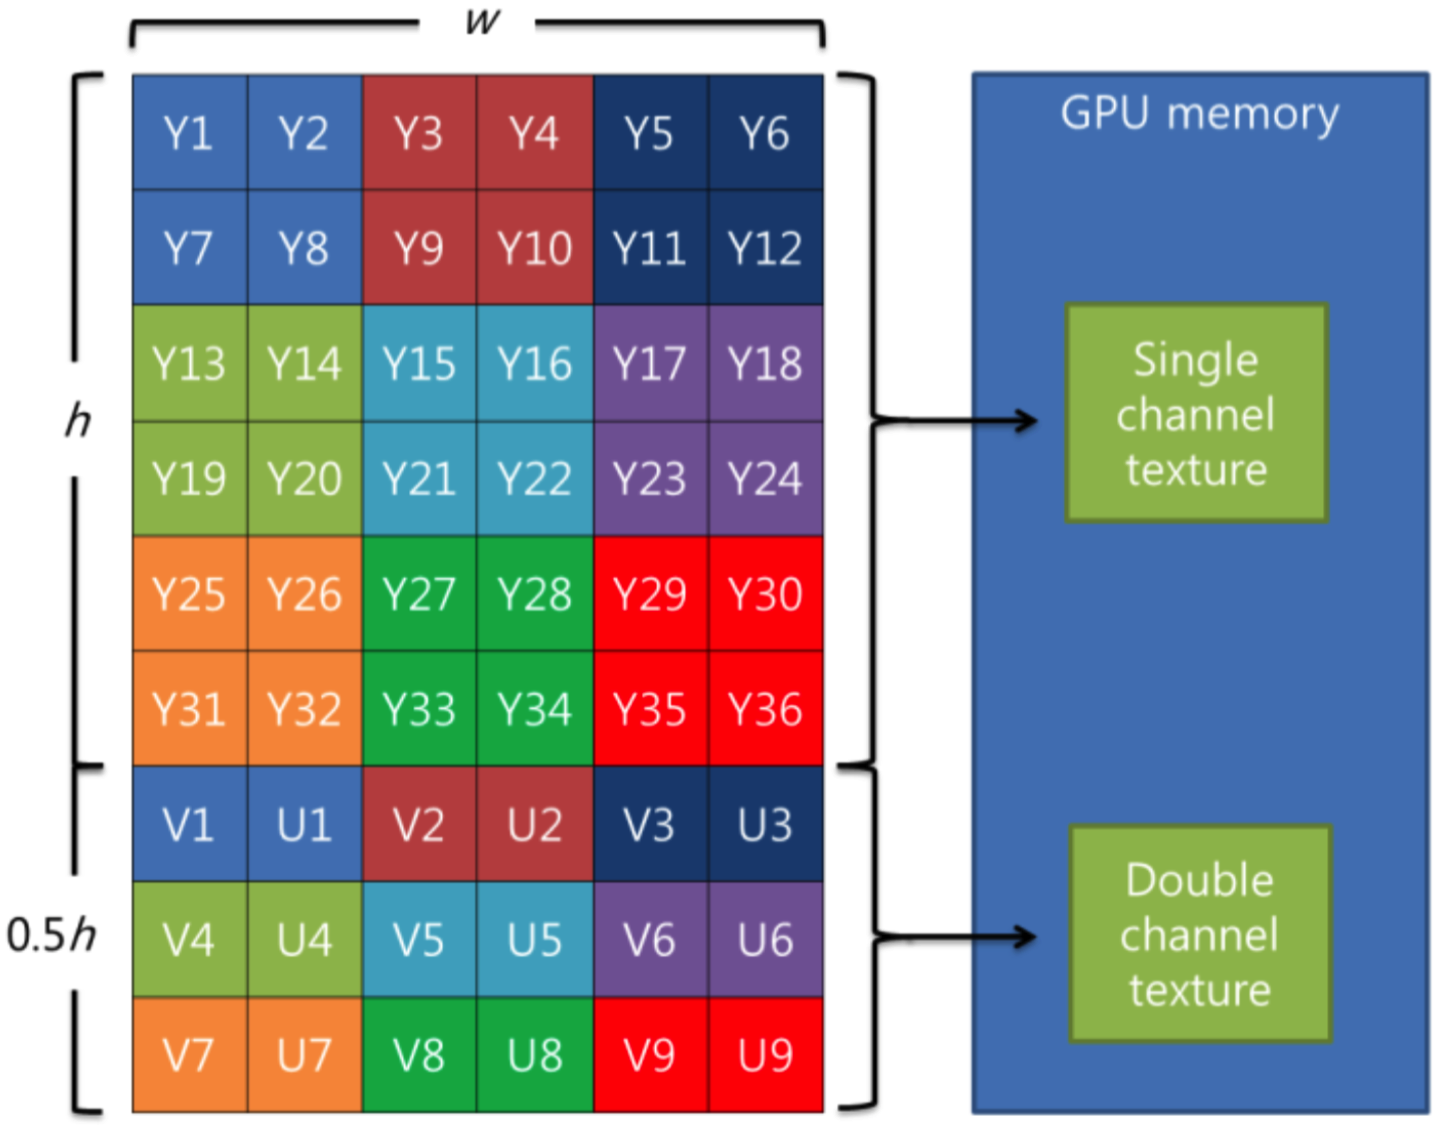 w
Y1 Y2 Y3 Y4 Y5 Y6
Y7 Y8 Y9 Y10 Y11 Y12
Y13 Y14 Y15 Y16 Y17 Y18
Y19 Y20 Y21 Y22 Y23 Y24
Y25 Y26 Y27 Y28 Y29 Y30
Y31 Y32 Y33 Y34 Y35 Y36
V1 U1 V2 U2 V3 U3
V4 U4 V5 U5 V6 U6
V7 U7 V8 U8 V9 U9
h
0.5h
GPU memory
Single
channel
texture
Double
channel
texture